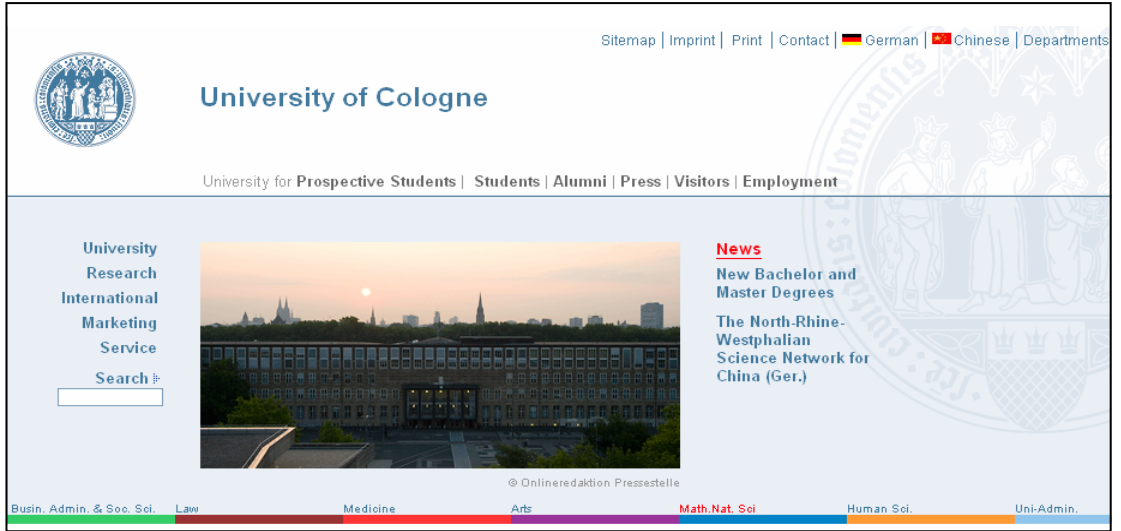 Sitemap | Imprint | Print | Contact | German | Chinese | Departments
University of Cologne
University for Prospective Students | Students | Alumni | Press | Visitors | Employment
University
Research
International
Marketing
Service
Search
News
New Bachelor and
Master Degrees
The North-Rhine-
Westphalian
Science Network for
China (Ger.)
© Onlineredaktion Pressestelle
Busin. Admin. & Soc. Sci. Law Medicine Arts Math.Nat. Sci Human Sci. Uni-Admin.